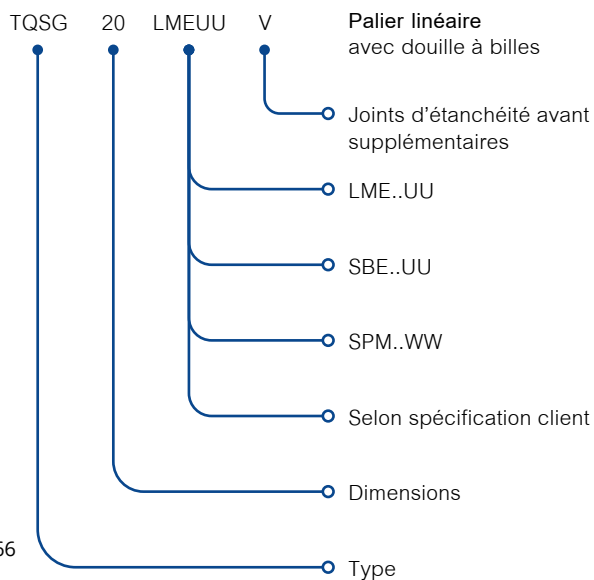 TQSG 20 LMEUU V
Palier linéaire
avec douille à billes
Joints d’étanchéité avant
supplémentaires
LME..UU
SBE..UU
SPM..WW
Selon spécification client
Dimensions
Type